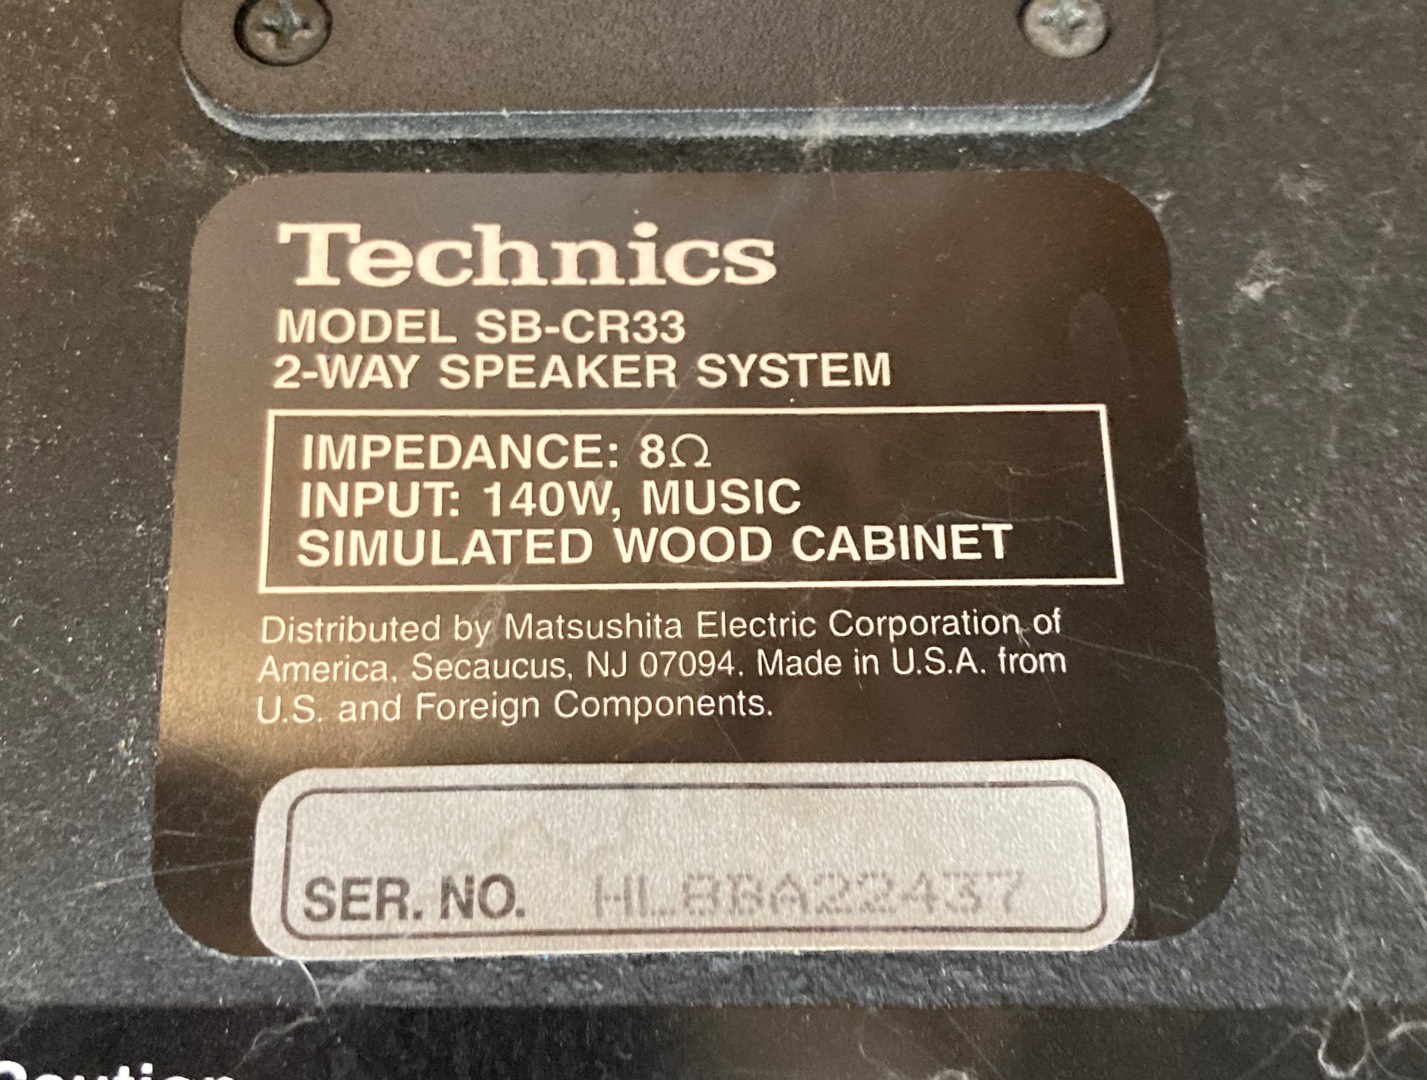 Technics
MODEL SB-CR33
2-WAY SPEAKER SYSTEM
IMPEDANCE: 8Ω
INPUT: 140W, MUSIC
SIMULATED WOOD CABINET
Distributed by Matsushita Electric Corporation of
America, Secaucus, NJ 07094. Made in U.S.A. from
U.S. and Foreign Components.
SER. NO. HL8BA22437